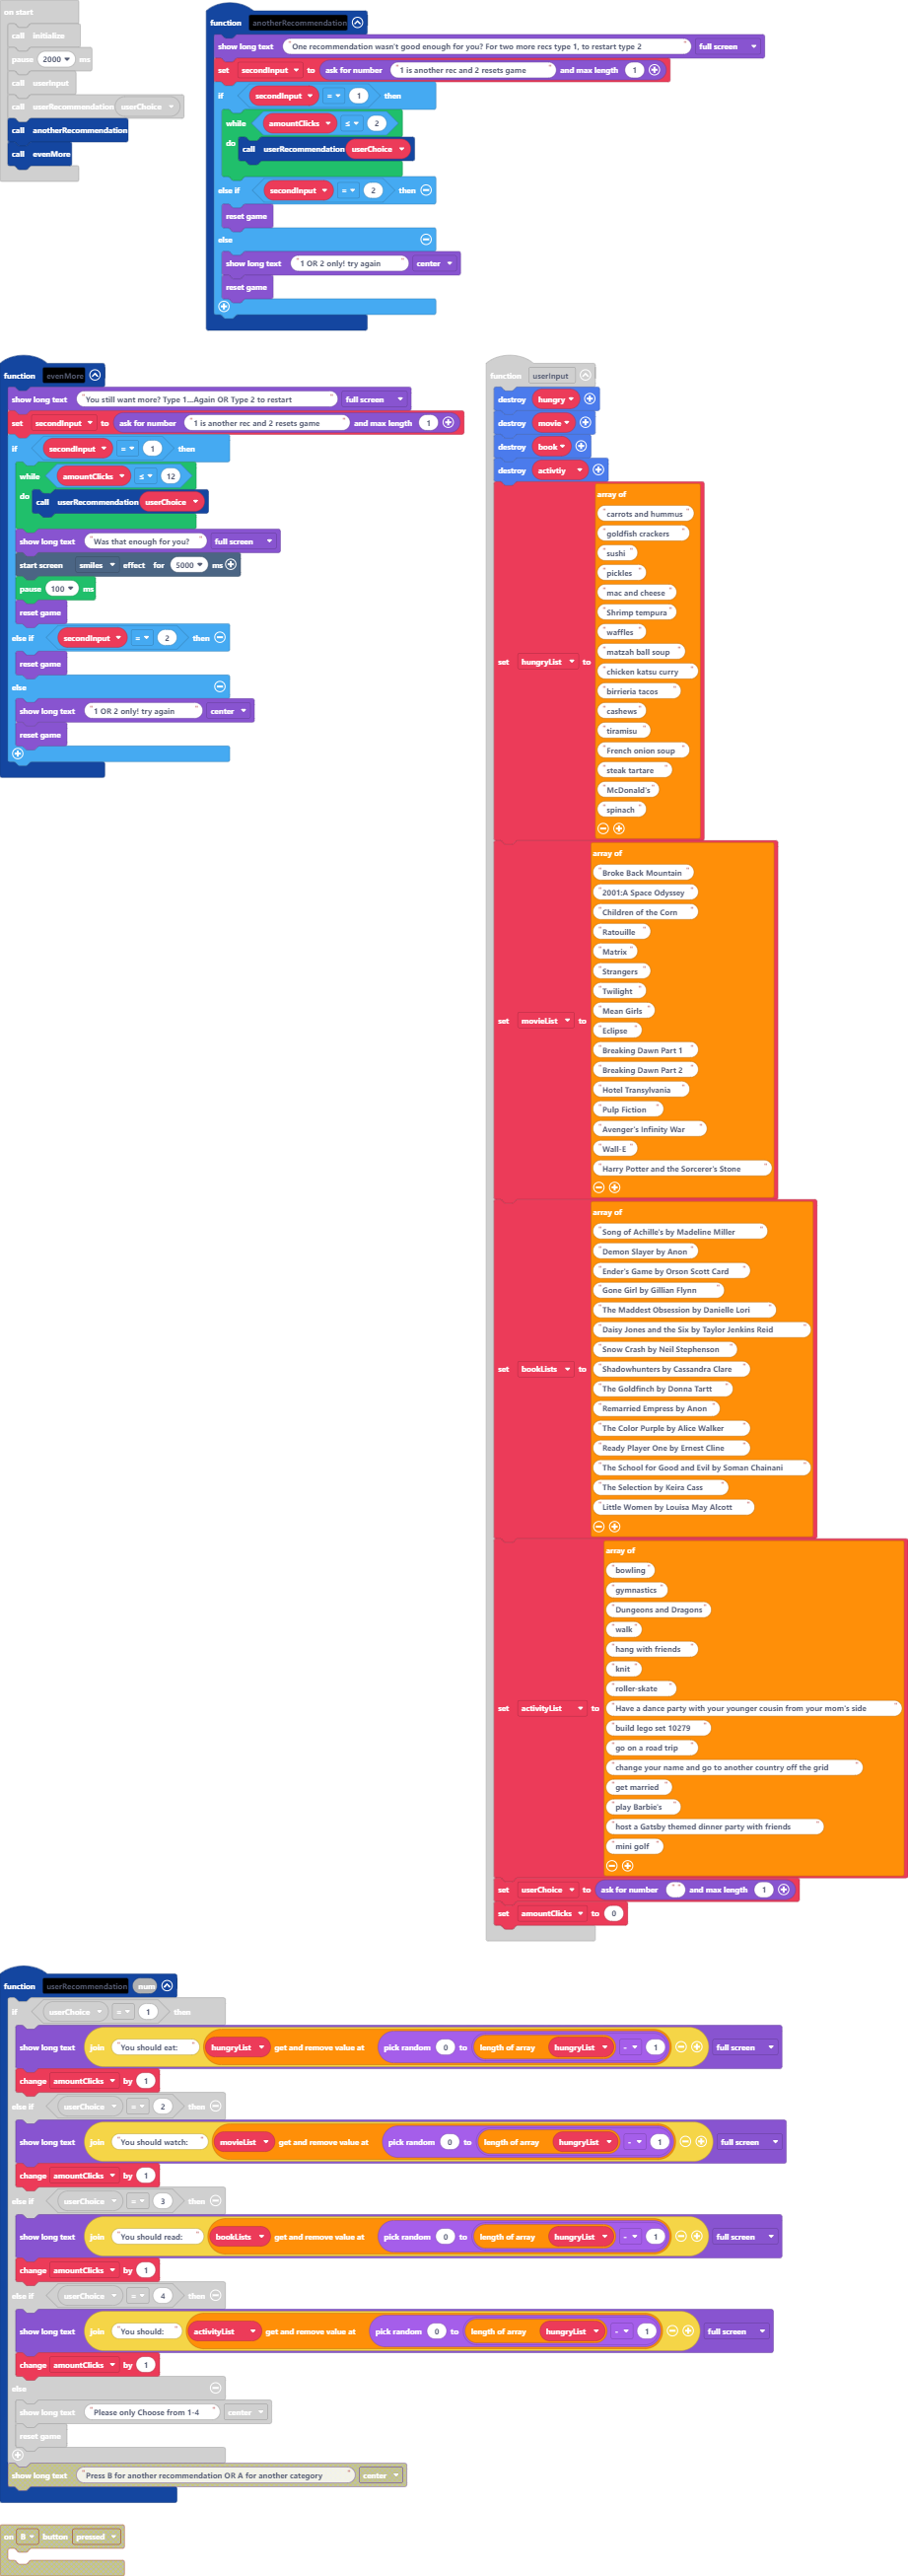 on start
call initialize
pause 2000 ms
call userInput
call userRecommendation userChoice
call anotherRecommendation
call evenMore
function anotherRecommendation
show long text "One recommendation wasn't good enough for you? For two more recs type 1, to restart type 2" full screen
set secondInput to ask for number "1 is another rec and 2 resets game" and max length 1
if secondInput = 1 then
while amountClicks ≤ 2
do call userRecommendation userChoice
else if secondInput = 2 then
reset game
else
show long text "1 OR 2 only! try again" center
reset game
function evenMore
show long text "You still want more? Type 1...Again OR Type 2 to restart" full screen
set secondInput to ask for number "1 is another rec and 2 resets game" and max length 1
if secondInput = 1 then
while amountClicks ≤ 12
do call userRecommendation userChoice
show long text "Was that enough for you?" full screen
start screen smiles effect for 5000 ms
pause 100 ms
reset game
else if secondInput = 2 then
reset game
else
show long text "1 OR 2 only! try again" center
reset game
function userInput
destroy hungry
destroy movie
destroy book
destroy activtiy
set hungryList to
array of
"carrots and hummus"
"goldfish crackers"
"sushi"
"pickles"
"mac and cheese"
"Shrimp tempura"
"waffles"
"matzah ball soup"
"chicken katsu curry"
"birrieria tacos"
"cashews"
"tiramisu"
"French onion soup"
"steak tartare"
"McDonald's"
"spinach"
set movieList to
array of
"Broke Back Mountain"
"2001:A Space Odyssey"
"Children of the Corn"
"Ratouille"
"Matrix"
"Strangers"
"Twilight"
"Mean Girls"
"Eclipse"
"Breaking Dawn Part 1"
"Breaking Dawn Part 2"
"Hotel Transylvania"
"Pulp Fiction"
"Avenger's Infinity War"
"Wall-E"
"Harry Potter and the Sorcerer's Stone"
set bookLists to
array of
"Song of Achille's by Madeline Miller"
"Demon Slayer by Anon"
"Ender's Game by Orson Scott Card"
"Gone Girl by Gillian Flynn"
"The Maddest Obsession by Danielle Lori"
"Daisy Jones and the Six by Taylor Jenkins Reid"
"Snow Crash by Neil Stephenson"
"Shadowhunters by Cassandra Clare"
"The Goldfinch by Donna Tartt"
"Remarried Empress by Anon"
"The Color Purple by Alice Walker"
"Ready Player One by Ernest Cline"
"The School for Good and Evil by Soman Chainani"
"The Selection by Keira Cass"
"Little Women by Louisa May Alcott"
set activityList to
array of
"bowling"
"gymnastics"
"Dungeons and Dragons"
"walk"
"hang with friends"
"knit"
"roller-skate"
"Have a dance party with your younger cousin from your mom's side"
"build lego set 10279"
"go on a road trip"
"change your name and go to another country off the grid"
"get married"
"play Barbie's"
"host a Gatsby themed dinner party with friends"
"mini golf"
set userChoice to ask for number " " and max length 1
set amountClicks to 0
function userRecommendation num
if userChoice = 1 then
show long text join "You should eat:" hungryList get and remove value at pick random 0 to length of array hungryList - 1 full screen
change amountClicks by 1
else if userChoice = 2 then
show long text join "You should watch:" movieList get and remove value at pick random 0 to length of array hungryList - 1 full screen
change amountClicks by 1
else if userChoice = 3 then
show long text join "You should read:" bookLists get and remove value at pick random 0 to length of array hungryList - 1 full screen
change amountClicks by 1
else if userChoice = 4 then
show long text join "You should:" activityList get and remove value at pick random 0 to length of array hungryList - 1 full screen
change amountClicks by 1
else
show long text "Please only Choose from 1-4" center
reset game
show long text "Press B for another recommendation OR A for another category" center
on B button pressed